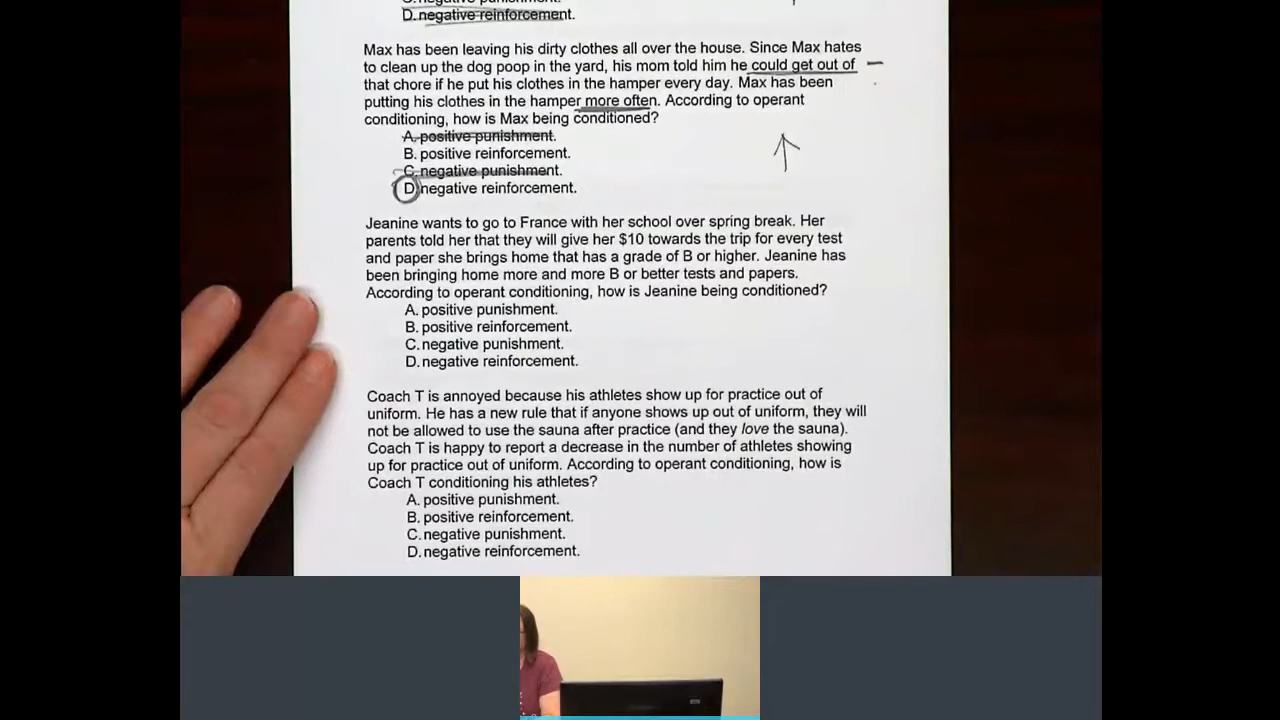 D. negative reinforcement.
Max has been leaving his dirty clothes all over the house. Since Max hates
to clean up the dog poop in the yard, his mom told him he could get out of
that chore if he put his clothes in the hamper every day. Max has been
putting his clothes in the hamper more often. According to operant
conditioning, how is Max being conditioned?
A. positive punishment.
B. positive reinforcement.
C. negative punishment.
D. negative reinforcement.
Jeanine wants to go to France with her school over spring break. Her
parents told her that they will give her $10 towards the trip for every test
and paper she brings home that has a grade of B or higher. Jeanine has
been bringing home more and more B or better tests and papers.
According to operant conditioning, how is Jeanine being conditioned?
A. positive punishment.
B. positive reinforcement.
C. negative punishment.
D. negative reinforcement.
Coach T is annoyed because his athletes show up for practice out of
uniform. He has a new rule that if anyone shows up out of uniform, they will
not be allowed to use the sauna after practice (and they love the sauna).
Coach T is happy to report a decrease in the number of athletes showing
up for practice out of uniform. According to operant conditioning, how is
Coach T conditioning his athletes?
A. positive punishment.
B. positive reinforcement.
C. negative punishment.
D. negative reinforcement.